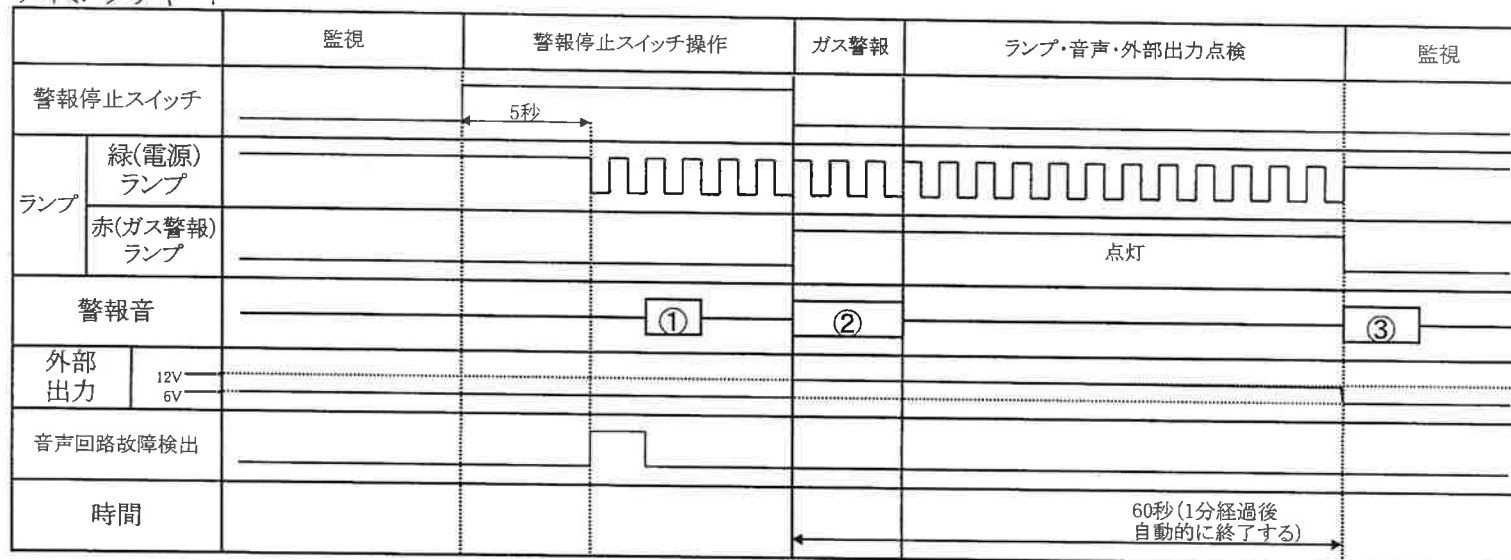 監視
警報停止スイッチ操作
ガス警報
ランプ・音声・外部出力点検
監視
警報停止スイッチ
5秒
ランプ
緑(電源)
ランプ
赤(ガス警報)
ランプ
点灯
警報音
①
②
③
外部
出力
12V
6V
音声回路故障検出
時間
60秒(1分経過後
自動的に終了する)